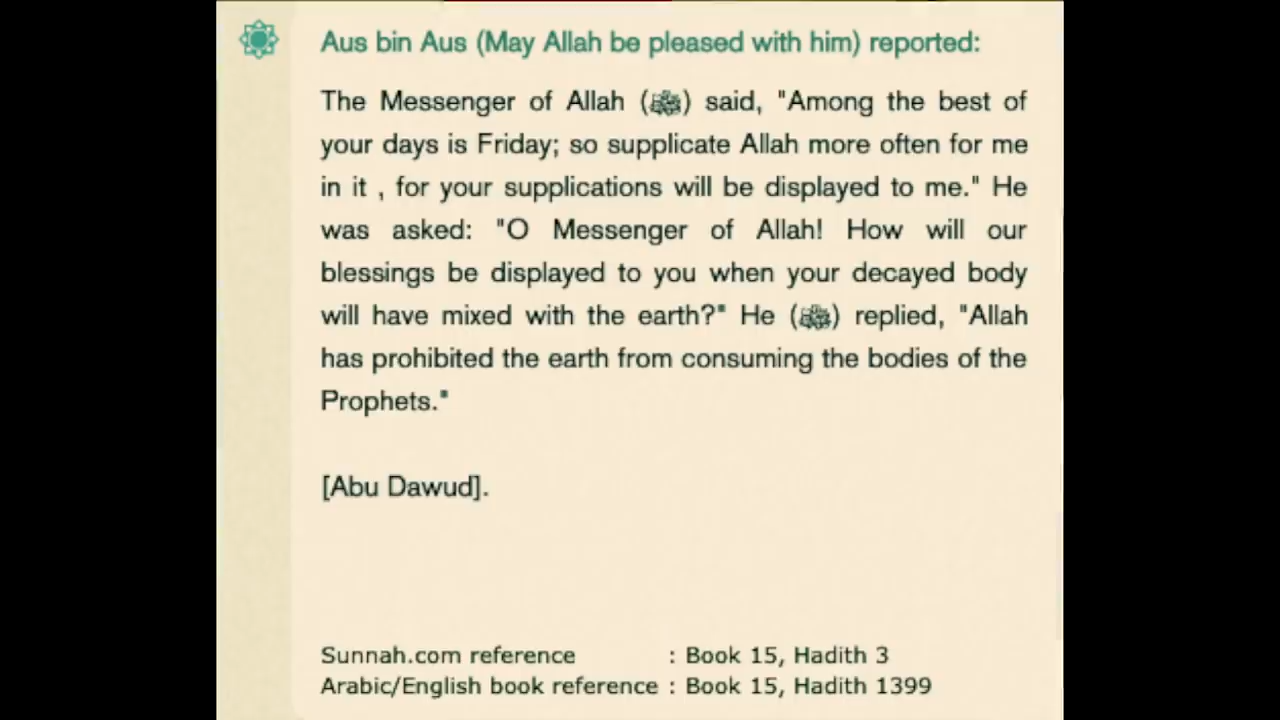 Aus bin Aus (May Allah be pleased with him) reported:
The Messenger of Allah (ﷺ) said, "Among the best of
your days is Friday; so supplicate Allah more often for me
in it , for your supplications will be displayed to me." He
was asked: "O Messenger of Allah! How will our
blessings be displayed to you when your decayed body
will have mixed with the earth?" He (ﷺ) replied, "Allah
has prohibited the earth from consuming the bodies of the
Prophets."
[Abu Dawud].
Sunnah.com reference : Book 15, Hadith 3
Arabic/English book reference : Book 15, Hadith 1399